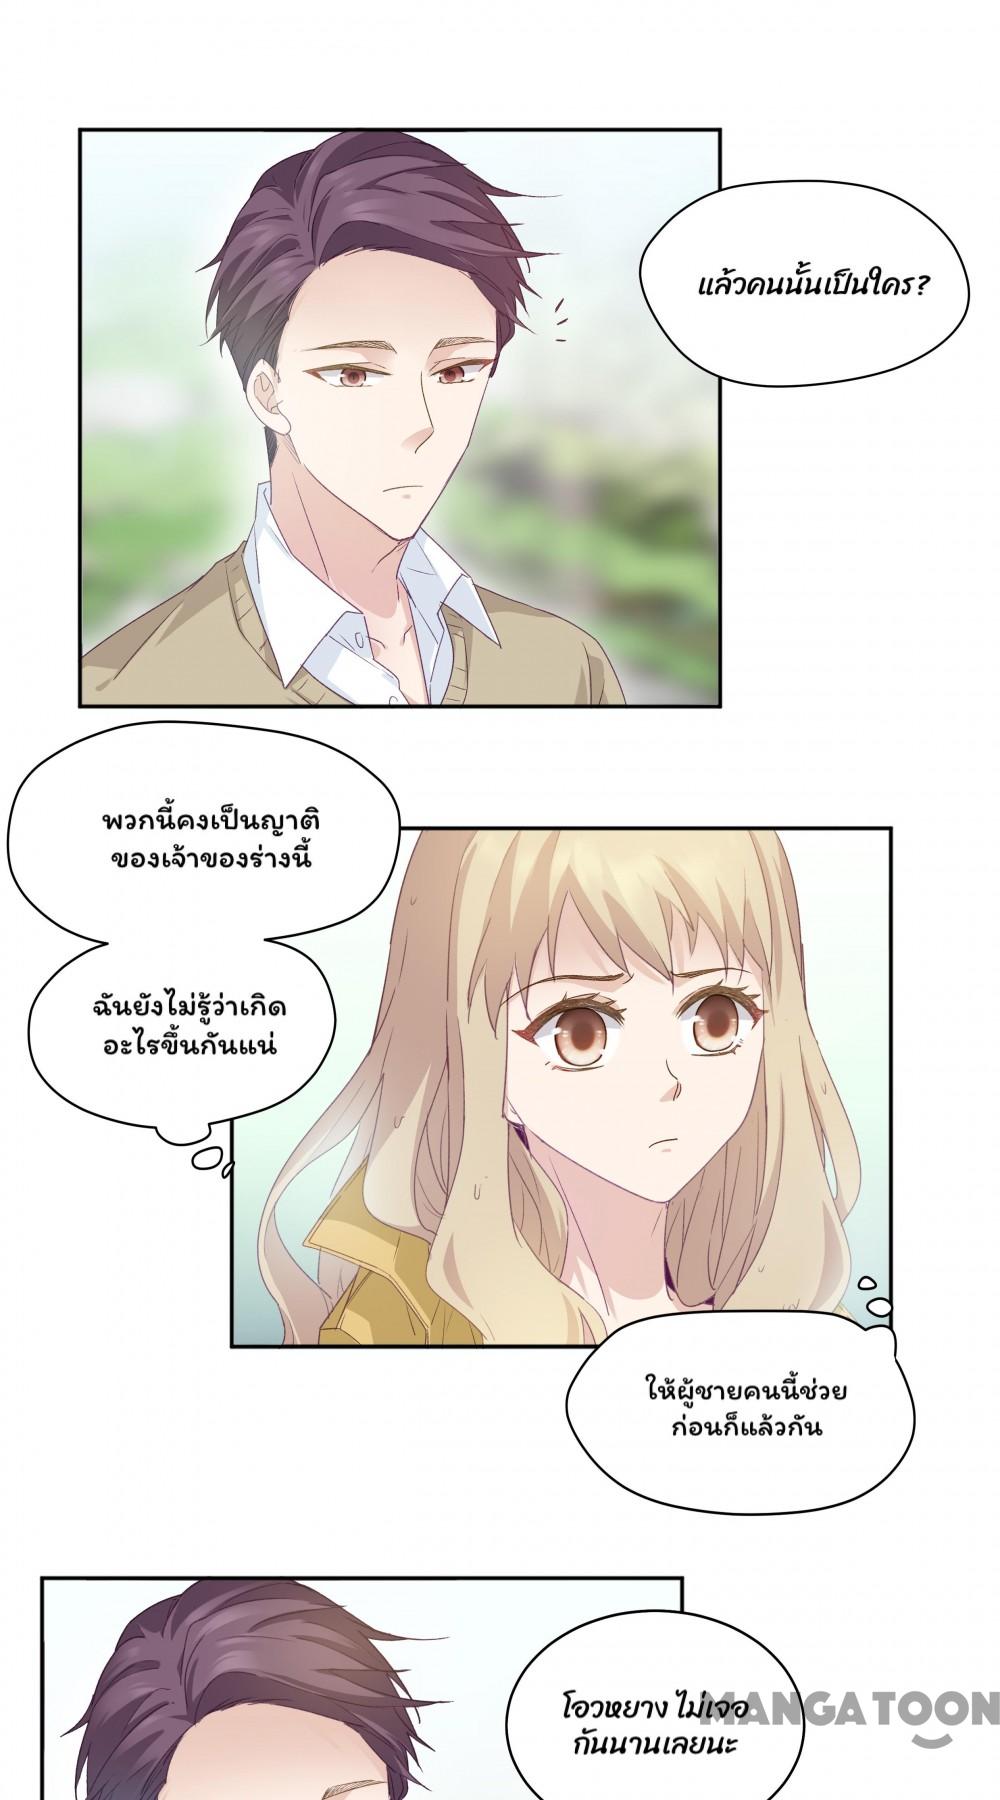 แล้วคนนั้นเป็นใคร?
พวกนี้คงเป็นญาติ
ของเจ้าของร่างนี้
ฉันยังไม่รู้ว่าเกิด
อะไรขึ้นกันแน่
ให้ผู้ชายคนนี้ช่วย
ก่อนก็แล้วกัน
โอวหยาง ไม่เจอ
กันนานเลยนะ
MANGATOON